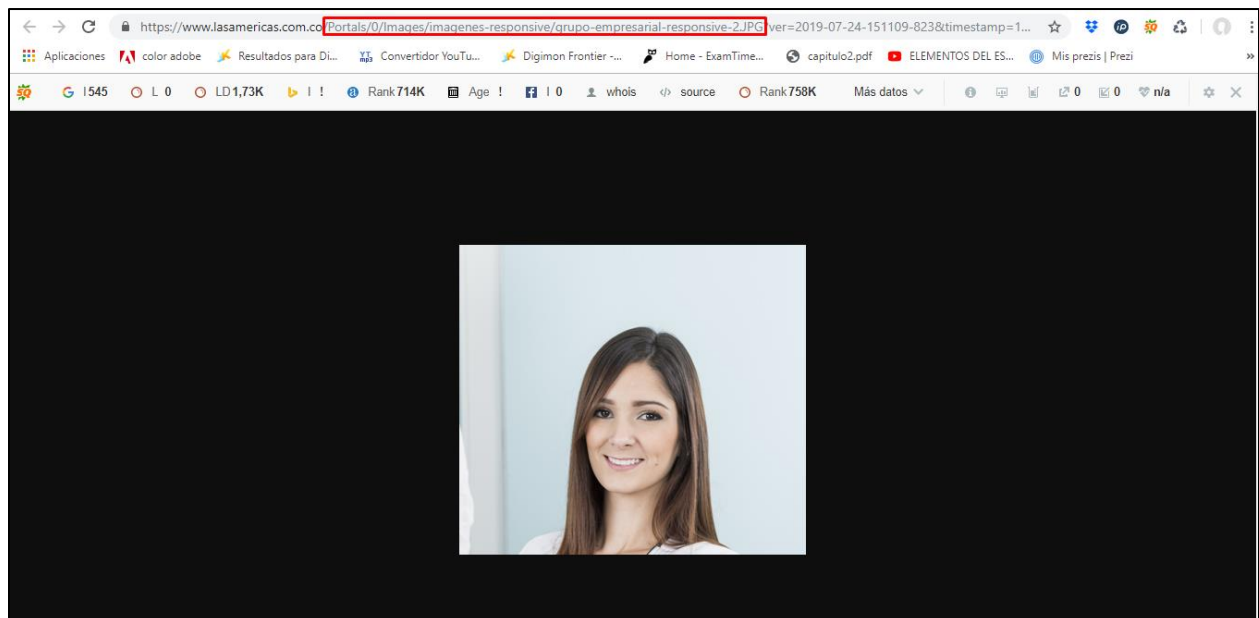 https://www.lasamericas.com.co/Portals/0/Images/imagenes-responsive/grupo-empresarial-responsive-2.JPG?ver=2019-07-24-151109-823&timestamp=1...
Aplicaciones color adobe Resultados para Di... Convertidor YouTu... Digimon Frontier -... Home - ExamTime... capitulo2.pdf ELEMENTOS DEL ES... Mis prezis | Prezi »
SQ G I 545 L 0 LD 1,73K I ! Rank 714K Age ! I 0 whois </> source Rank 758K Más datos 0 0 n/a